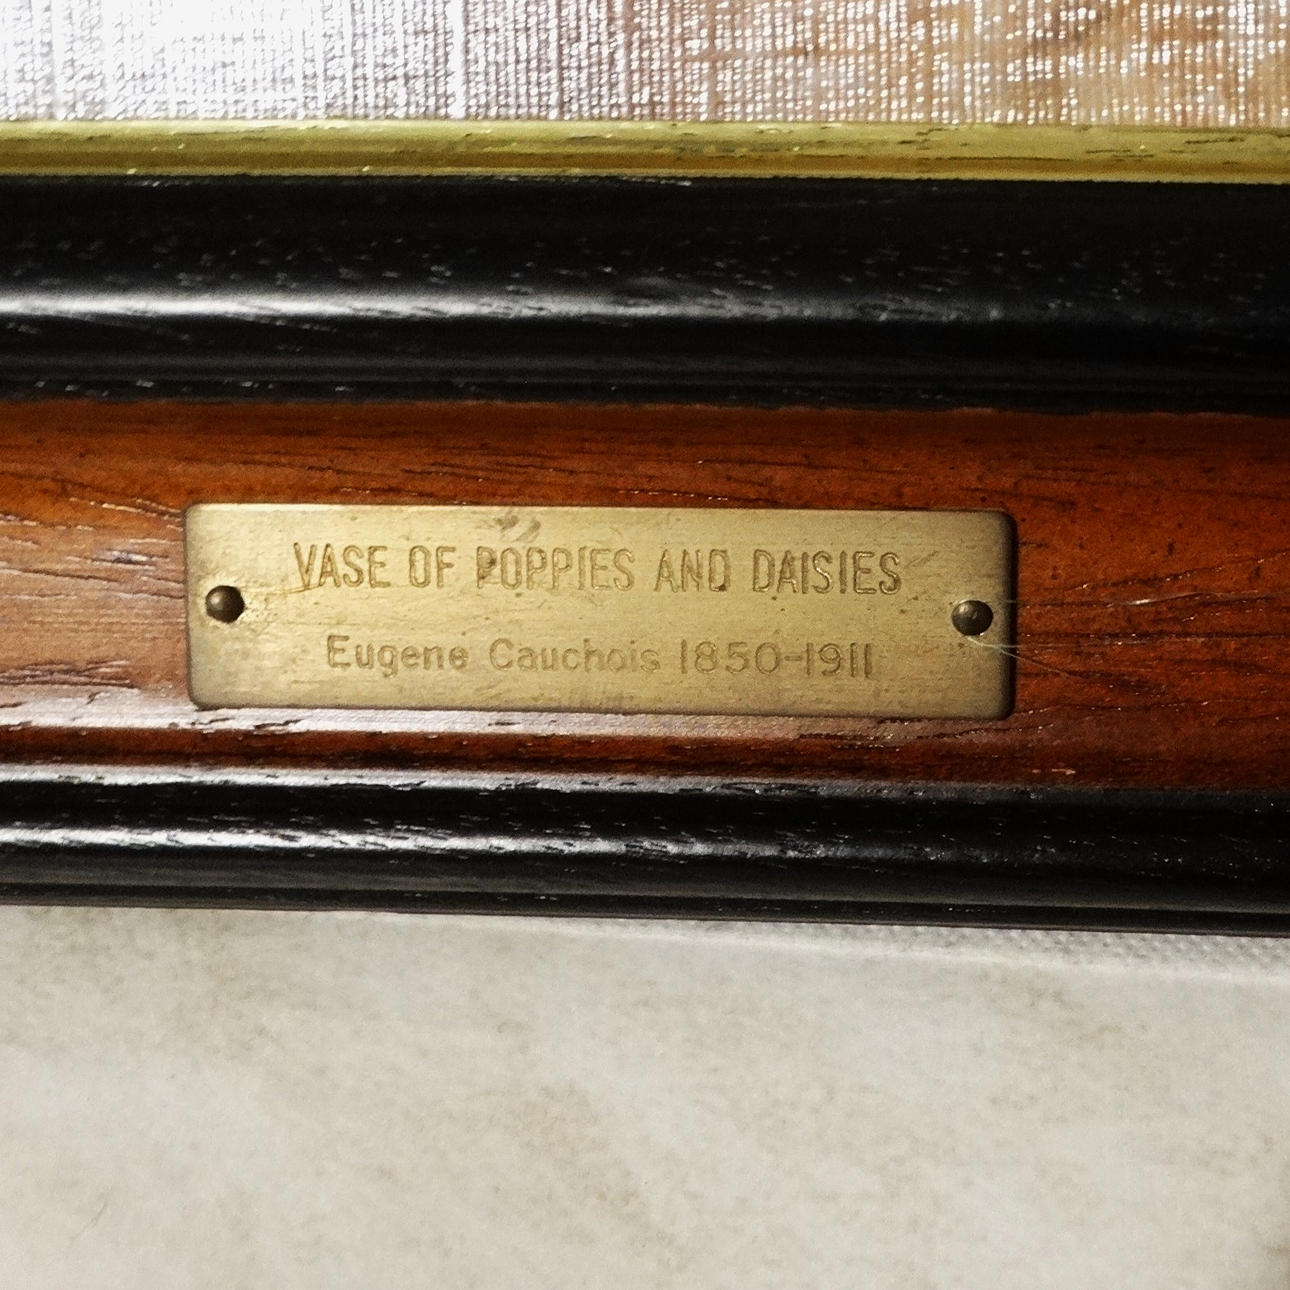 VASE OF POPPIES AND DAISIES
Eugene Cauchois 1850-1911